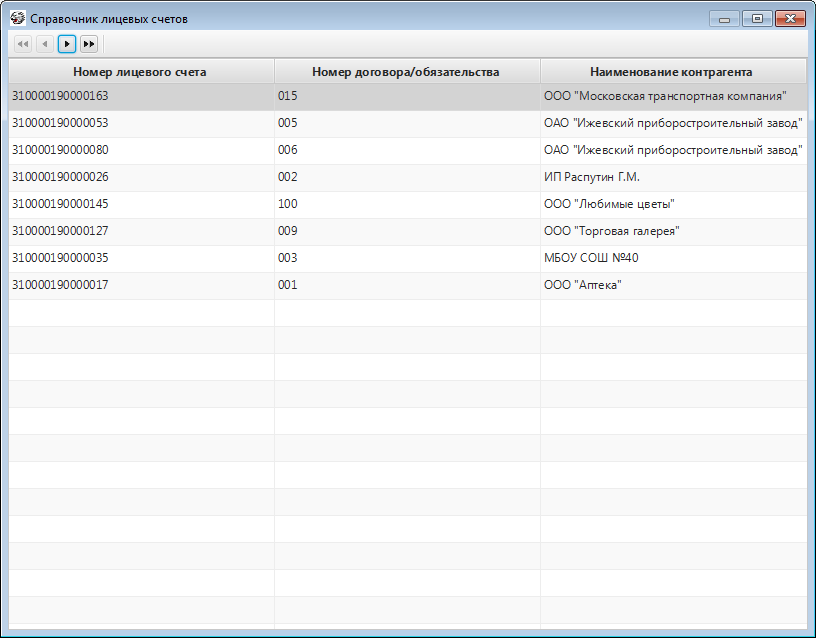 Справочник лицевых счетов
Номер лицевого счета Номер договора/обязательства Наименование контрагента
310000190000163 015 ООО "Московская транспортная компания"
310000190000053 005 ОАО "Ижевский приборостроительный завод"
310000190000080 006 ОАО "Ижевский приборостроительный завод"
310000190000026 002 ИП Распутин Г.М.
310000190000145 100 ООО "Любимые цветы"
310000190000127 009 ООО "Торговая галерея"
310000190000035 003 МБОУ СОШ №40
310000190000017 001 ООО "Аптека"